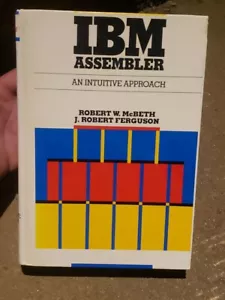 IBM
ASSEMBLER
AN INTUITIVE APPROACH
ROBERT W. McBETH
J. ROBERT FERGUSON